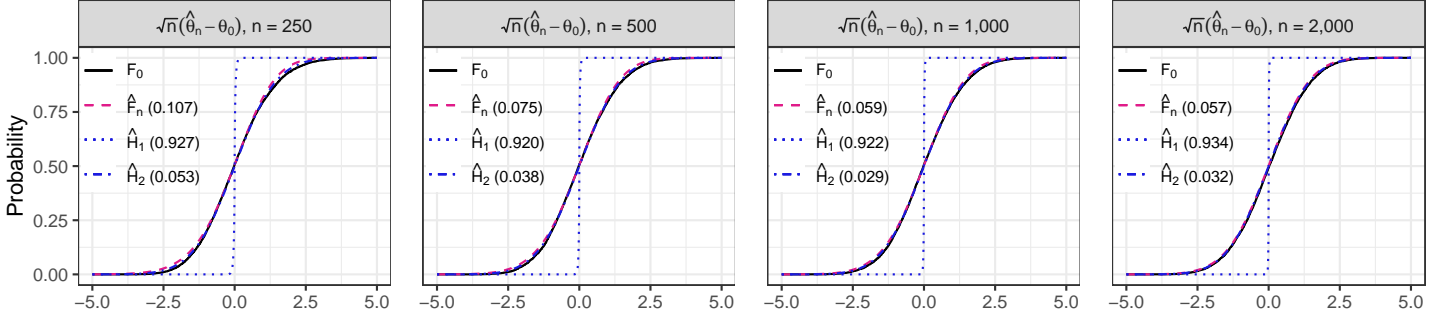 √n(θ̂ₙ−θ₀), n = 250
√n(θ̂ₙ−θ₀), n = 500
√n(θ̂ₙ−θ₀), n = 1,000
√n(θ̂ₙ−θ₀), n = 2,000
Probability
1.00
0.75
0.50
0.25
0.00
F₀
F̂ₙ (0.107)
Ĥ₁ (0.927)
Ĥ₂ (0.053)
F₀
F̂ₙ (0.075)
Ĥ₁ (0.920)
Ĥ₂ (0.038)
F₀
F̂ₙ (0.059)
Ĥ₁ (0.922)
Ĥ₂ (0.029)
F₀
F̂ₙ (0.057)
Ĥ₁ (0.934)
Ĥ₂ (0.032)
−5.0 −2.5 0.0 2.5 5.0
−5.0 −2.5 0.0 2.5 5.0
−5.0 −2.5 0.0 2.5 5.0
−5.0 −2.5 0.0 2.5 5.0